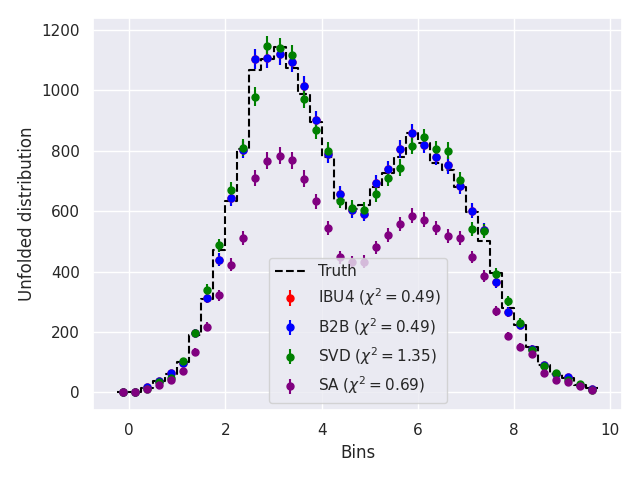 1200
1000
800
600
400
200
0
Unfolded distribution
Truth
IBU4 (χ² = 0.49)
B2B (χ² = 0.49)
SVD (χ² = 1.35)
SA (χ² = 0.69)
0 2 4 6 8 10
Bins